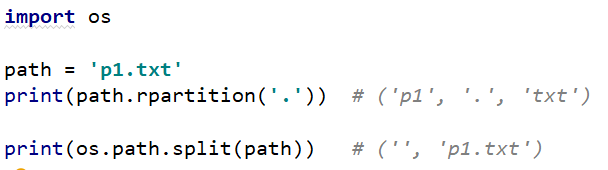 import os
path = 'p1.txt'
print(path.rpartition('.'))  # ('p1', '.', 'txt')
print(os.path.split(path))   # ('', 'p1.txt')